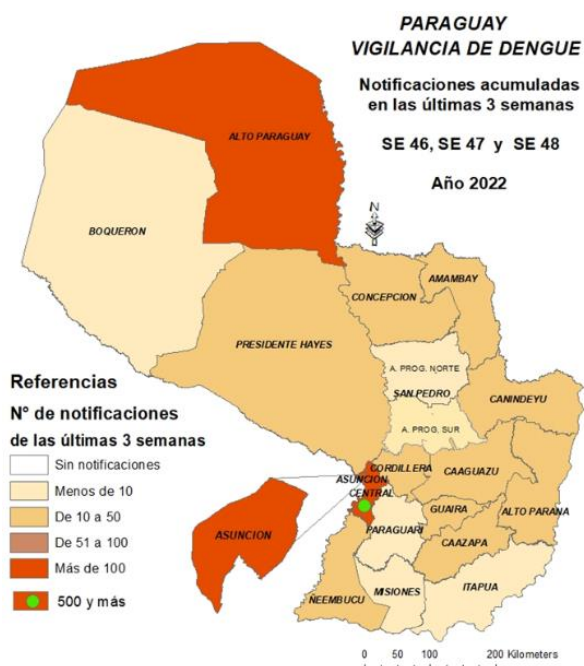 PARAGUAY
VIGILANCIA DE DENGUE
Notificaciones acumuladas
en las últimas 3 semanas
SE 46, SE 47 y SE 48
Año 2022
N
ALTO PARAGUAY
BOQUERON
CONCEPCION
AMAMBAY
PRESIDENTE HAYES
A. PROG. NORTE
SAN PEDRO
A. PROG. SUR
CANINDEYU
CORDILLERA
CAAGUAZU
ASUNCION
CENTRAL
GUAIRA
ALTO PARANA
PARAGUARI
CAAZAPA
ASUNCION
ÑEEMBUCU
MISIONES
ITAPUA
Referencias
N° de notificaciones
de las últimas 3 semanas
Sin notificaciones
Menos de 10
De 10 a 50
De 51 a 100
Más de 100
500 y más
0 50 100 200 Kilometers